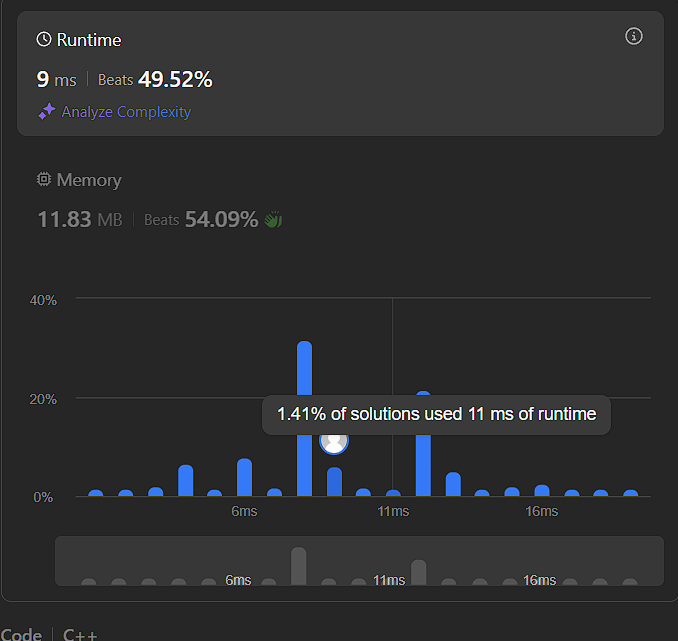 Runtime
9 ms | Beats 49.52%
Analyze Complexity
Memory
11.83 MB | Beats 54.09%
40%
20%
1.41% of solutions used 11 ms of runtime
0%
6ms 11ms 16ms
6ms 11ms 16ms
Code | C++